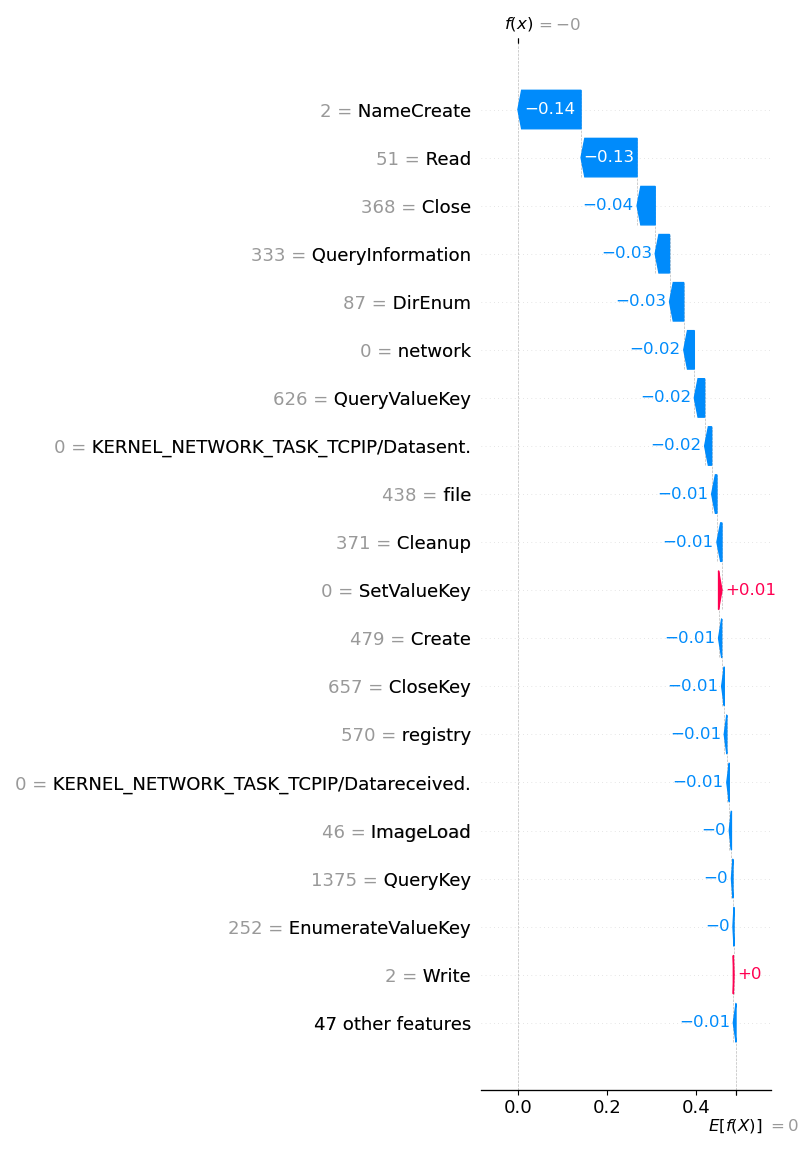 f(x) = −0
2 = NameCreate −0.14
51 = Read −0.13
368 = Close −0.04
333 = QueryInformation −0.03
87 = DirEnum −0.03
0 = network −0.02
626 = QueryValueKey −0.02
0 = KERNEL_NETWORK_TASK_TCPIP/Datasent. −0.02
438 = file −0.01
371 = Cleanup −0.01
0 = SetValueKey +0.01
479 = Create −0.01
657 = CloseKey −0.01
570 = registry −0.01
0 = KERNEL_NETWORK_TASK_TCPIP/Datareceived. −0.01
46 = ImageLoad −0
1375 = QueryKey −0
252 = EnumerateValueKey −0
2 = Write +0
47 other features −0.01
0.0 0.2 0.4
E[f(X)] = 0